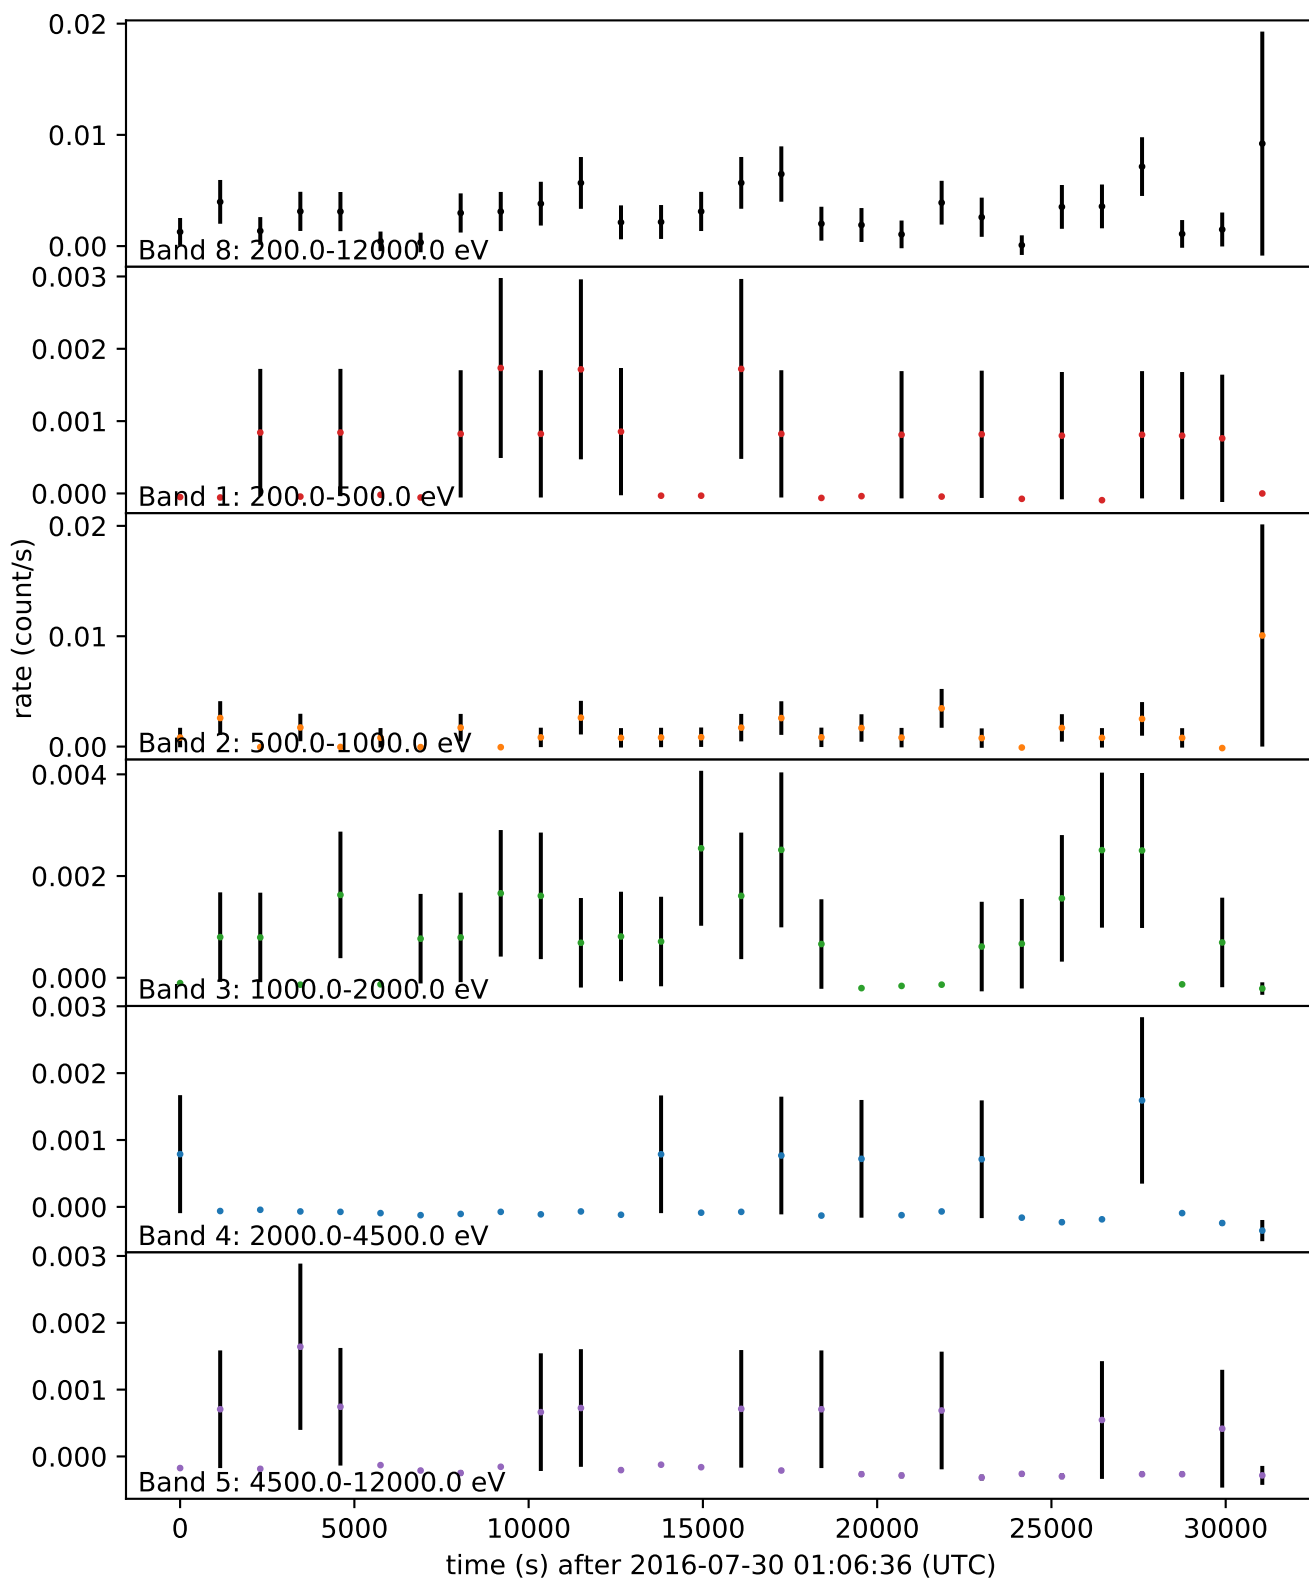 0.02
0.01
0.00
Band 8: 200.0-12000.0 eV
0.003
0.002
0.001
0.000
Band 1: 200.0-500.0 eV
0.02
0.01
0.00
Band 2: 500.0-1000.0 eV
rate (count/s)
0.004
0.002
0.000
Band 3: 1000.0-2000.0 eV
0.003
0.002
0.001
0.000
Band 4: 2000.0-4500.0 eV
0.003
0.002
0.001
0.000
Band 5: 4500.0-12000.0 eV
0 5000 10000 15000 20000 25000 30000
time (s) after 2016-07-30 01:06:36 (UTC)